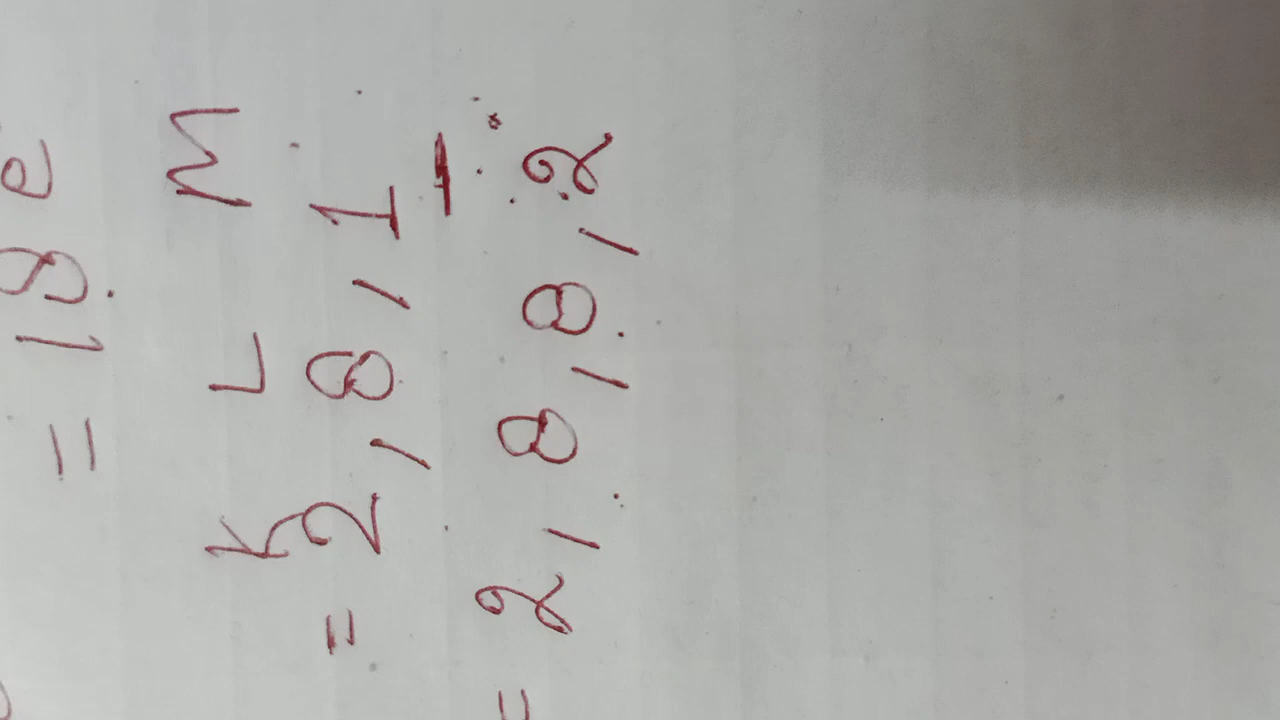 = 18 e
K L M
= 2, 8, 1
= 2, 8, 8, 2